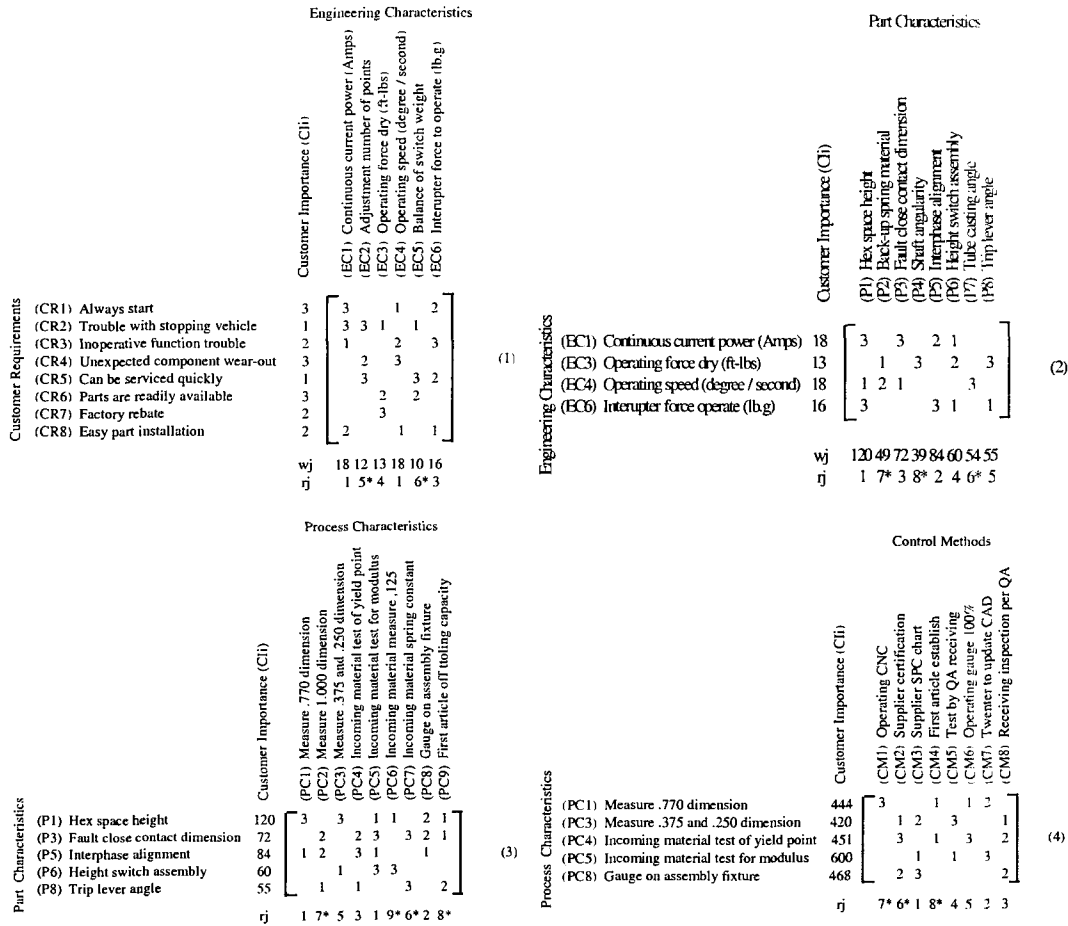 Engineering Characteristics
Customer Importance (CIi)
(EC1) Continuous current power (Amps)
(EC2) Adjustment number of points
(EC3) Operating force dry (ft-lbs)
(EC4) Operating speed (degree / second)
(EC5) Balance of switch weight
(EC6) Interupter force to operate (lb.g)
Customer Requirements
(CR1) Always start 3 3 1 2
(CR2) Trouble with stopping vehicle 1 3 3 1 1
(CR3) Inoperative function trouble 2 1 2 3
(CR4) Unexpected component wear-out 3 2 3
(CR5) Can be serviced quickly 1 3 3 2
(CR6) Parts are readily available 3 2 2
(CR7) Factory rebate 2 3
(CR8) Easy part installation 2 2 1 1
(1)
wj 18 12 13 18 10 16
rj 1 5* 4 1 6* 3
Part Characteristics
Customer Importance (CIi)
(P1) Hex space height
(P2) Back-up spring material
(P3) Fault close contact dimension
(P4) Shaft angularity
(P5) Interphase alignment
(P6) Height switch assembly
(P7) Tube casting angle
(P8) Trip lever angle
Engineering Characteristics
(EC1) Continuous current power (Amps) 18 3 3 2 1
(EC3) Operating force dry (ft-lbs) 13 1 3 2 3
(EC4) Operating speed (degree / second) 18 1 2 1 3
(EC6) Interupter force operate (lb.g) 16 3 3 1 1
(2)
wj 120 49 72 39 84 60 54 55
rj 1 7* 3 8* 2 4 6* 5
Process Characteristics
Customer Importance (CIi)
(PC1) Measure .770 dimension
(PC2) Measure 1.000 dimension
(PC3) Measure .375 and .250 dimension
(PC4) Incoming material test of yield point
(PC5) Incoming material test for modulus
(PC6) Incoming material measure ,125
(PC7) Incoming material spring constant
(PC8) Gauge on assembly fixture
(PC9) First article off ttoling capacity
Part Characteristics
(P1) Hex space height 120 3 3 1 1 2 1
(P3) Fault close contact dimension 72 2 2 3 3 2 1
(P5) Interphase alignment 84 1 2 3 1 1
(P6) Height switch assembly 60 1 3 3
(P8) Trip lever angle 55 1 1 3 2
(3)
rj 1 7* 5 3 1 9* 6* 2 8*
Control Methods
Customer Importance (CIi)
(CM1) Operating CNC
(CM2) Supplier certification
(CM3) Supplier SPC chart
(CM4) First article establish
(CM5) Test by QA receiving
(CM6) Operating gauge 100%
(CM7) Twenter to update CAD
(CM8) Receiving inspection per QA
Process Characteristics
(PC1) Measure .770 dimension 444 3 1 1 2
(PC3) Measure .375 and .250 dimension 420 1 2 3 1
(PC4) Incoming material test of yield point 451 3 1 3 2
(PC5) Incoming material test for modulus 600 1 1 3
(PC8) Gauge on assembly fixture 468 2 3 2
(4)
rj 7* 6* 1 8* 4 5 2 3